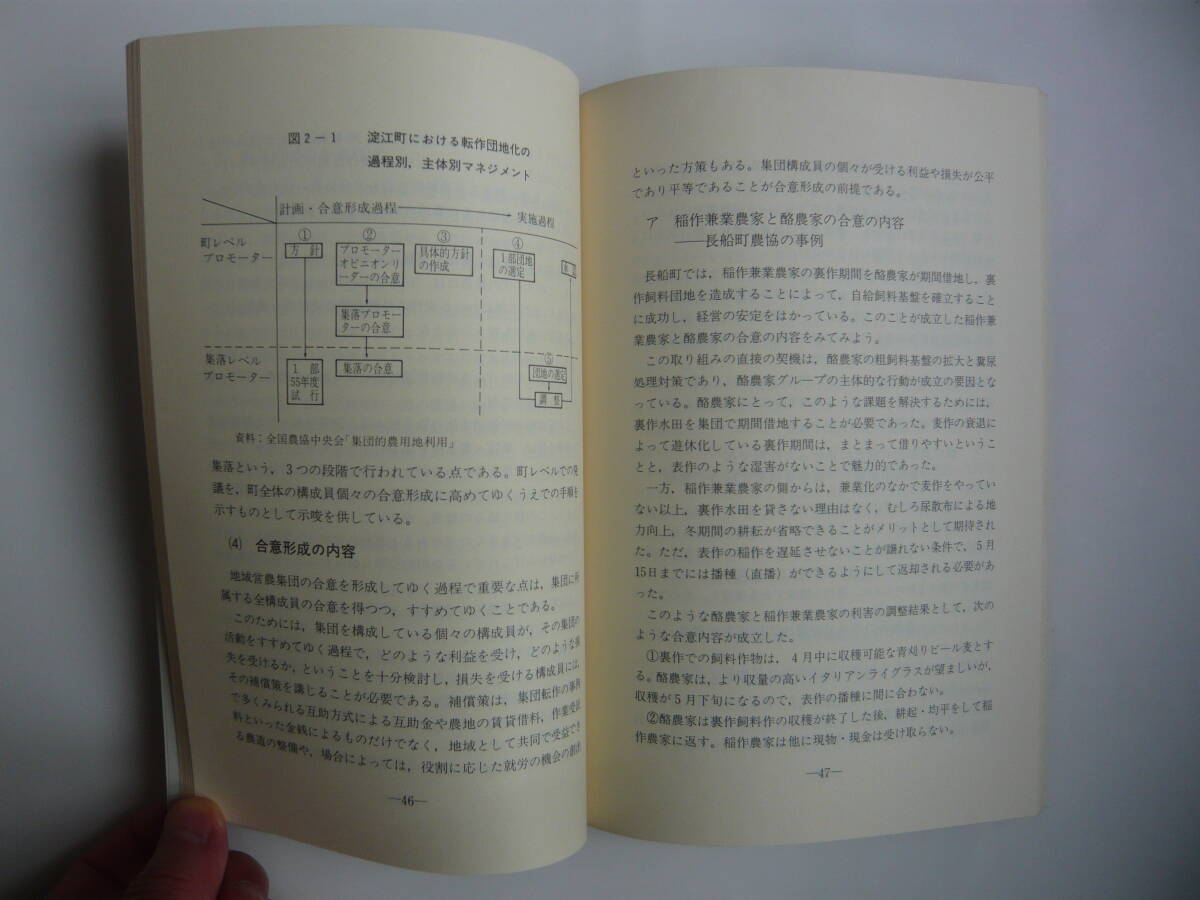 図2－1 淀江町における転作団地化の
過程別，主体別マネジメント
計画・合意形成過程
実施過程
町レベル
プロモーター
①
方針
②
プロモーター
オピニオンリ
ーダーの合意
③
具体的方針
の作成
④
1部団地
の選定
集落プロモ
ーターの合意
集落レベル
プロモーター
1部
55年度
試行
集落の合意
⑤
団地の選定
調整
資料：全国農協中央会「集団的農用地利用」
集落という，3つの段階で行われている点である。町レベルでの発
議を，町全体の構成員個々の合意形成に高めてゆくうえでの手順を
示すものとして示唆を供している。
(4) 合意形成の内容
地域営農集団の合意を形成してゆく過程で重要な点は，集団に所
属する全構成員の合意を得つつ，すすめてゆくことである。
このためには，集団を構成している個々の構成員が，その集団の
活動をすすめてゆく過程で，どのような利益を受け，どのような損
失を受けるか，ということを十分検討し，損失を受ける構成員には，
その補償策を講じることが必要である。補償策は，集団転作の事例
で多くみられる互助方式による互助金や農地の賃貸借料，作業受託
料といった金銭によるものだけでなく，地域として共同で受益でき
る農道の整備や，場合によっては，役割に応じた就労の機会の創出
—46—
といった方策もある。集団構成員の個々が受ける利益や損失が公平
であり平等であることが合意形成の前提である。
ア 稲作兼業農家と酪農家の合意の内容
——長船町農協の事例
長船町では，稲作兼業農家の裏作期間を酪農家が期間借地し，裏
作飼料団地を造成することによって，自給飼料基盤を確立すること
に成功し，経営の安定をはかっている。このことが成立した稲作兼
業農家と酪農家の合意の内容をみてみよう。
この取り組みの直接の契機は，酪農家の粗飼料基盤の拡大と糞尿
処理対策であり，酪農家グループの主体的な行動が成立の要因とな
っている。酪農家にとって，このような課題を解決するためには，
裏作水田を集団で期間借地することが必要であった。麦作の衰退に
よって遊休化している裏作期間は，まとまって借りやすいというこ
とと，表作のような湿害がないことで魅力的であった。
一方，稲作兼業農家の側からは，兼業化のなかで麦作をやってい
ない以上，裏作水田を貸さない理由はなく，むしろ尿散布による地
力向上，冬期間の耕耘が省略できることがメリットとして期待され
た。ただ，表作の稲作を遅延させないことが譲れない条件で，5月
15日までには播種（直播）ができるようにして返却される必要があ
った。
このような酪農家と稲作兼業農家の利害の調整結果として，次の
ような合意内容が成立した。
①裏作での飼料作物は，4月中に収穫可能な青刈りビール麦とす
る。酪農家は，より収量の高いイタリアンライグラスが望ましいが，
収穫が5月下旬になるので，表作の播種に間に合わない。
②酪農家は裏作飼料作の収穫が終了した後，耕起・均平をして稲
作農家に返す。稲作農家は他に現物・現金は受け取らない。
—47—